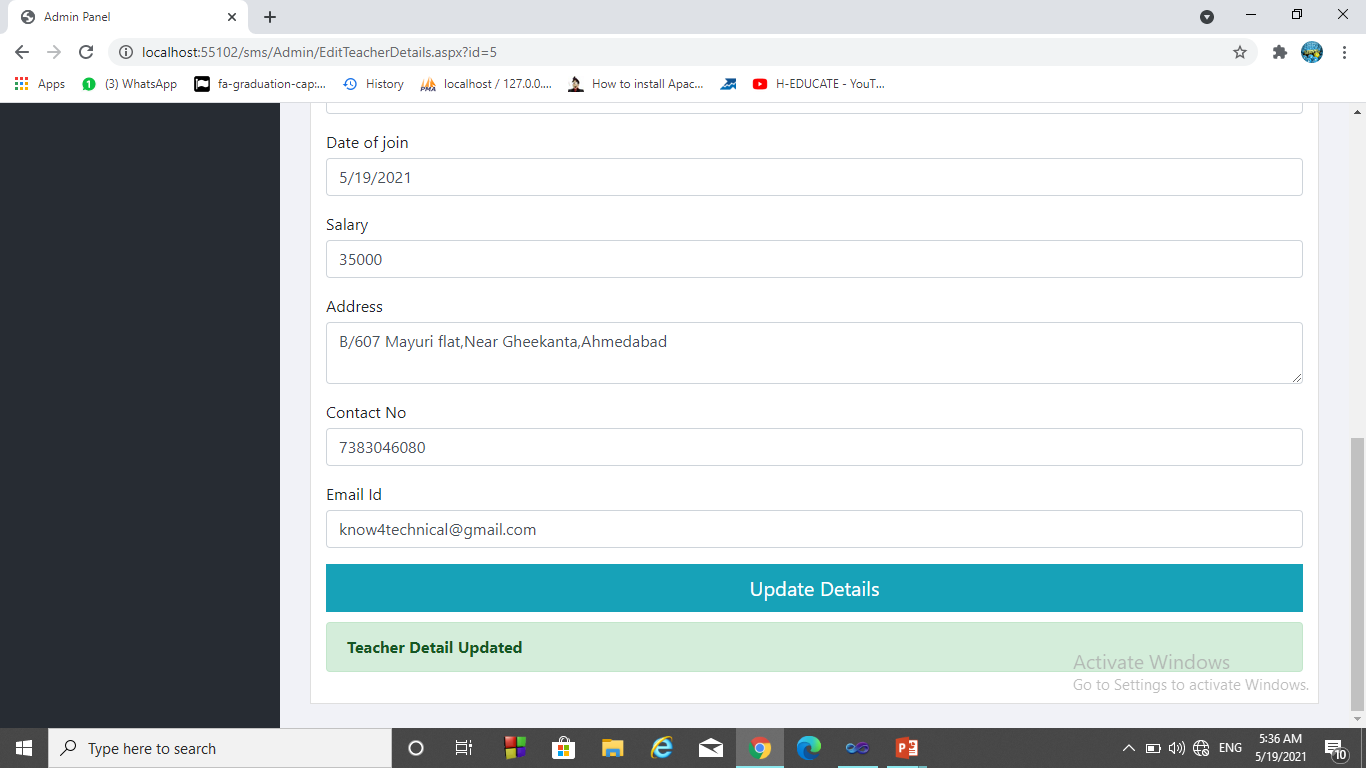 Admin Panel
localhost:55102/sms/Admin/EditTeacherDetails.aspx?id=5
Apps
1
(3) WhatsApp
fa-graduation-cap:...
History
PMA
localhost / 127.0.0....
How to install Apac...
H-EDUCATE - YouT...
Date of join
5/19/2021
Salary
35000
Address
B/607 Mayuri flat,Near Gheekanta,Ahmedabad
Contact No
7383046080
Email Id
know4technical@gmail.com
Update Details
Teacher Detail Updated
Activate Windows
Go to Settings to activate Windows.
Type here to search
ENG
5:36 AM
5/19/2021
10